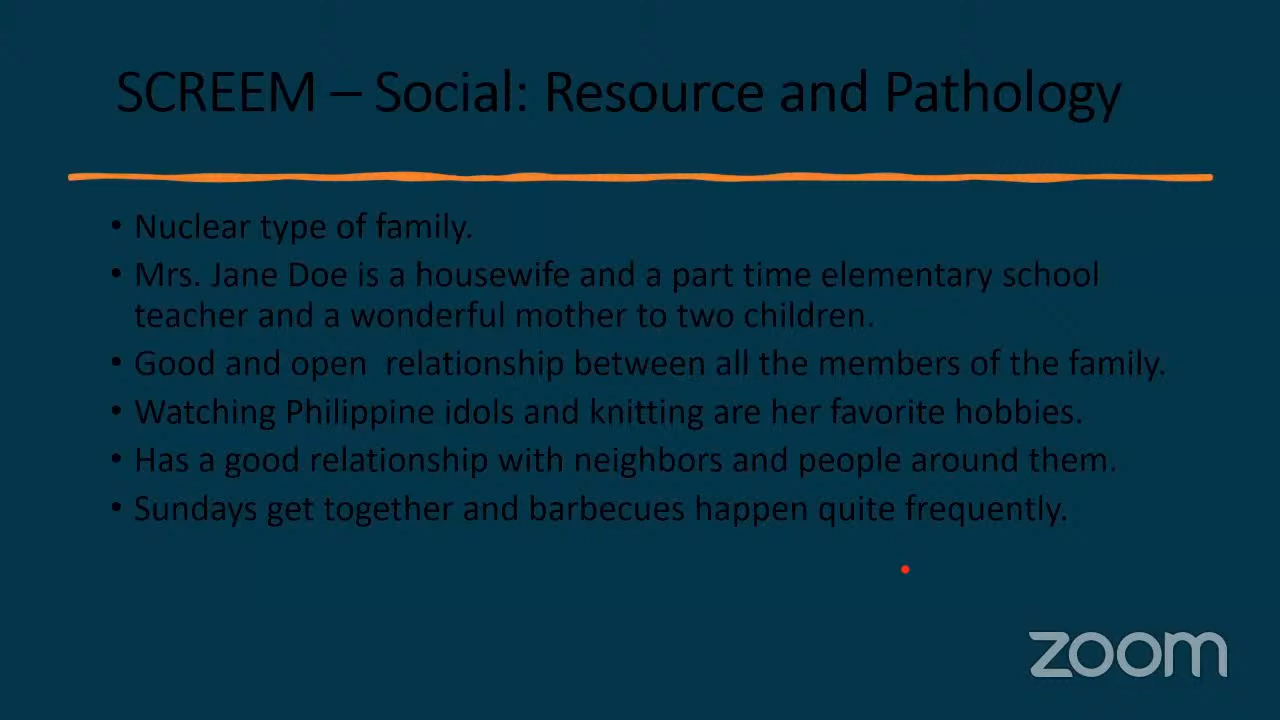 SCREEM – Social: Resource and Pathology
• Nuclear type of family.
• Mrs. Jane Doe is a housewife and a part time elementary school
teacher and a wonderful mother to two children.
• Good and open  relationship between all the members of the family.
• Watching Philippine idols and knitting are her favorite hobbies.
• Has a good relationship with neighbors and people around them.
• Sundays get together and barbecues happen quite frequently.
zoom